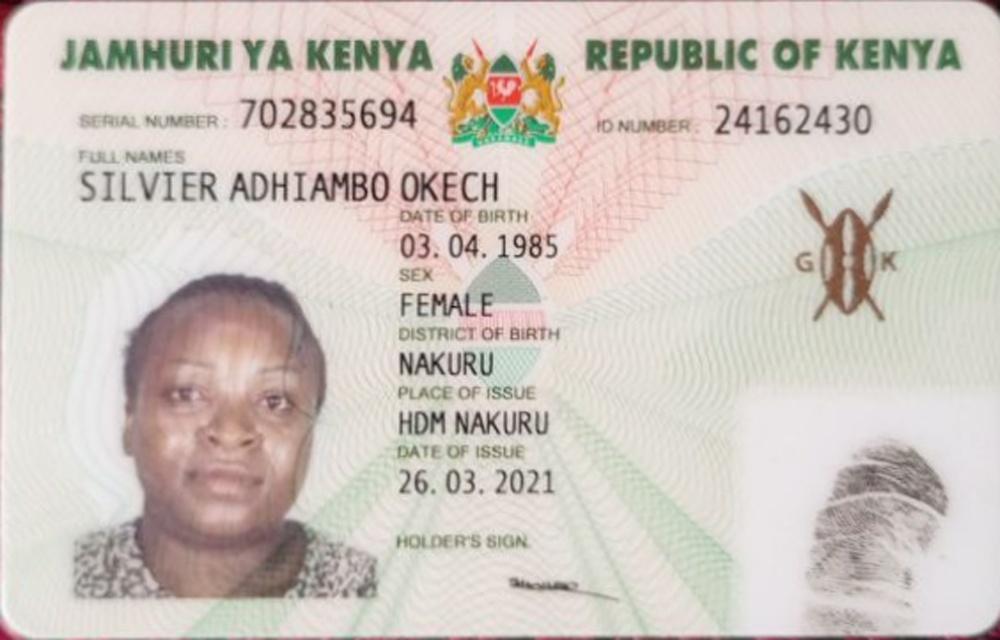 JAMHURI YA KENYA REPUBLIC OF KENYA
SERIAL NUMBER: 702835694 ID NUMBER: 24162430
FULL NAMES
SILVIER ADHIAMBO OKECH
DATE OF BIRTH
03. 04. 1985
SEX
FEMALE
G K
DISTRICT OF BIRTH
NAKURU
PLACE OF ISSUE
HDM NAKURU
DATE OF ISSUE
26. 03. 2021
HOLDER'S SIGN.